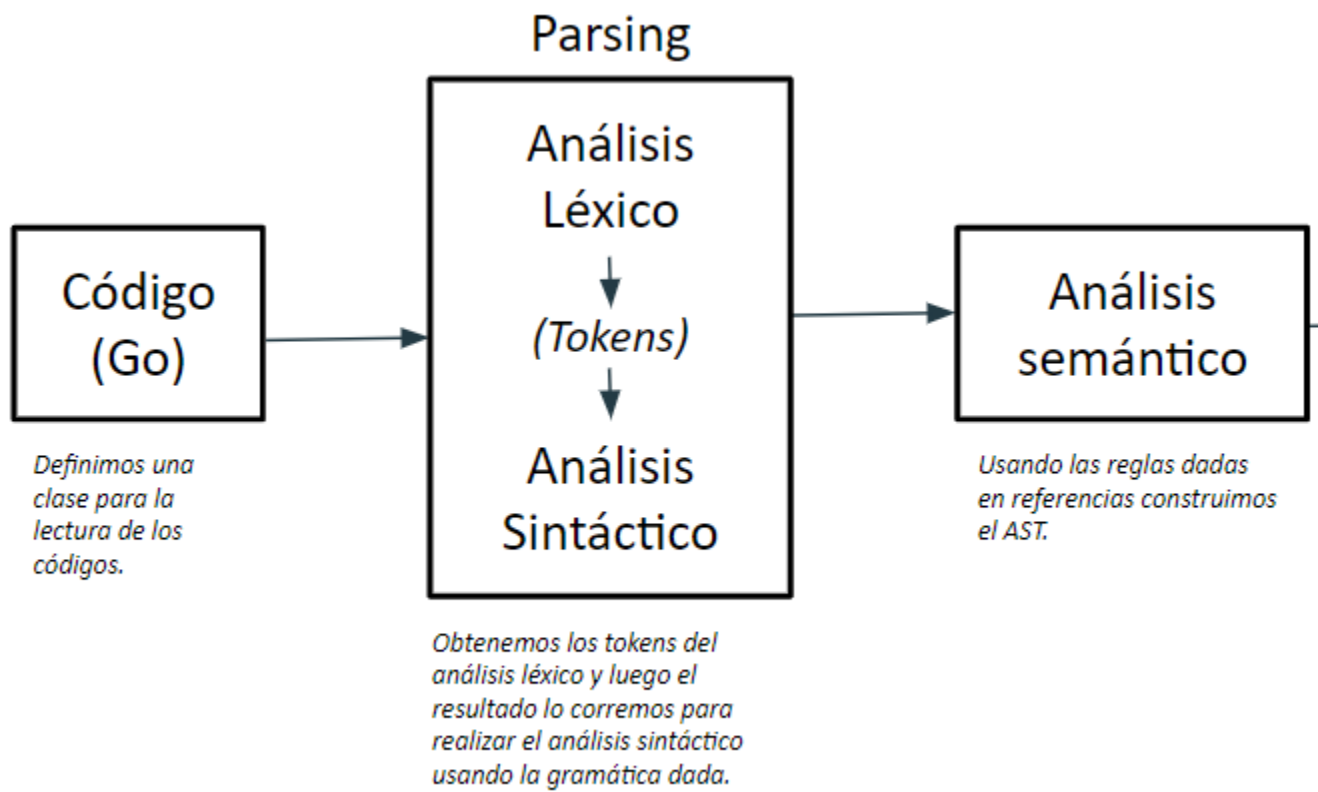 Parsing
Código
(Go)
Definimos una
clase para la
lectura de los
códigos.
Análisis
Léxico
(Tokens)
Análisis
Sintáctico
Obtenemos los tokens del
análisis léxico y luego el
resultado lo corremos para
realizar el análisis sintáctico
usando la gramática dada.
Análisis
semántico
Usando las reglas dadas
en referencias construimos
el AST.